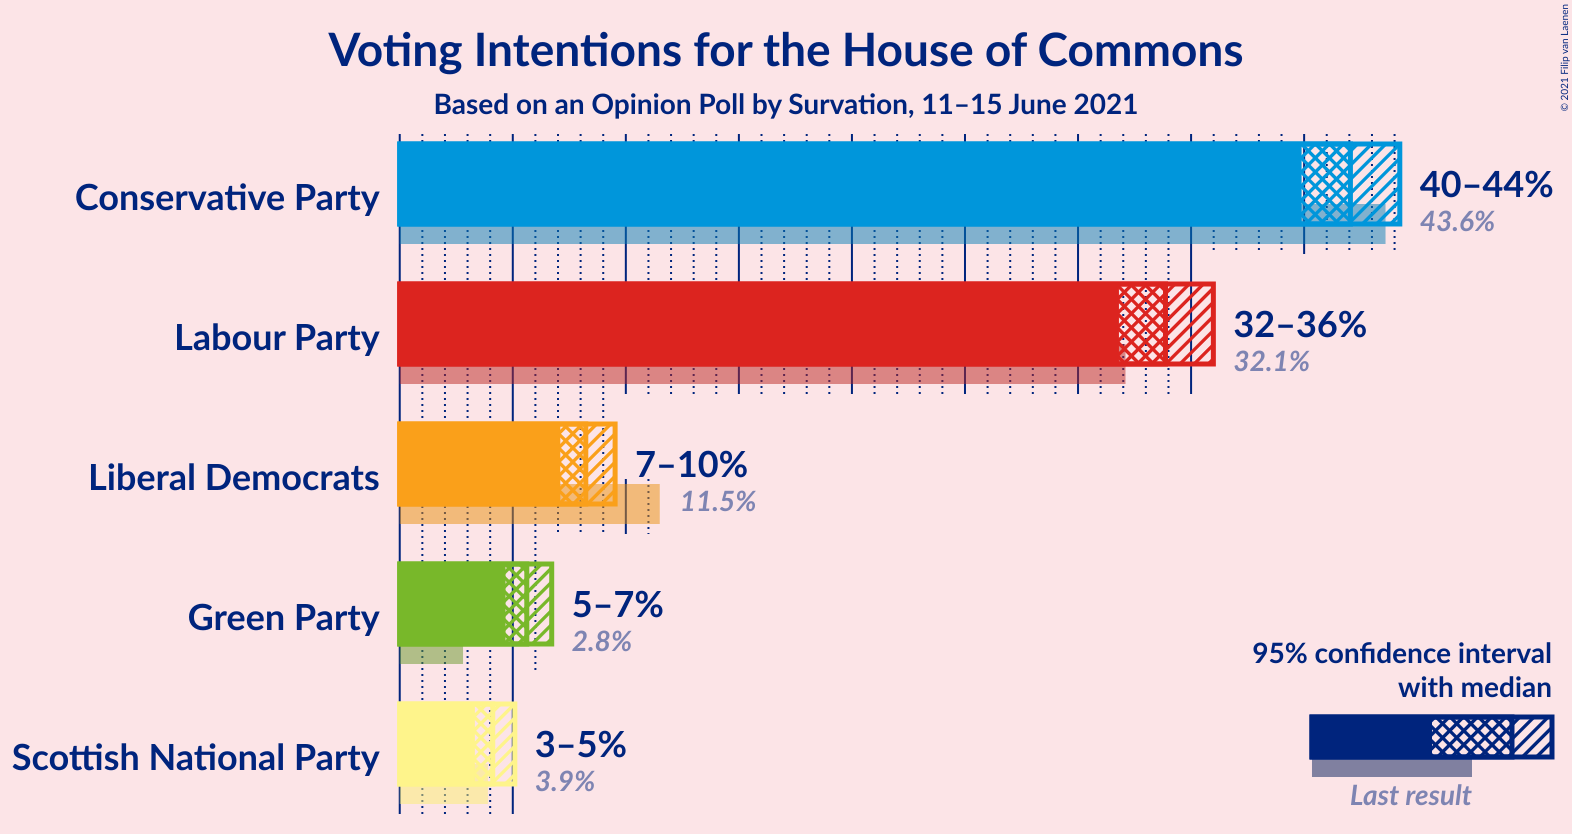 Voting Intentions for the House of Commons
Based on an Opinion Poll by Survation, 11–15 June 2021
© 2021 Filip van Laenen
Conservative Party
40–44%
43.6%
Labour Party
32–36%
32.1%
Liberal Democrats
7–10%
11.5%
Green Party
5–7%
2.8%
Scottish National Party
3–5%
3.9%
95% confidence interval
with median
Last result